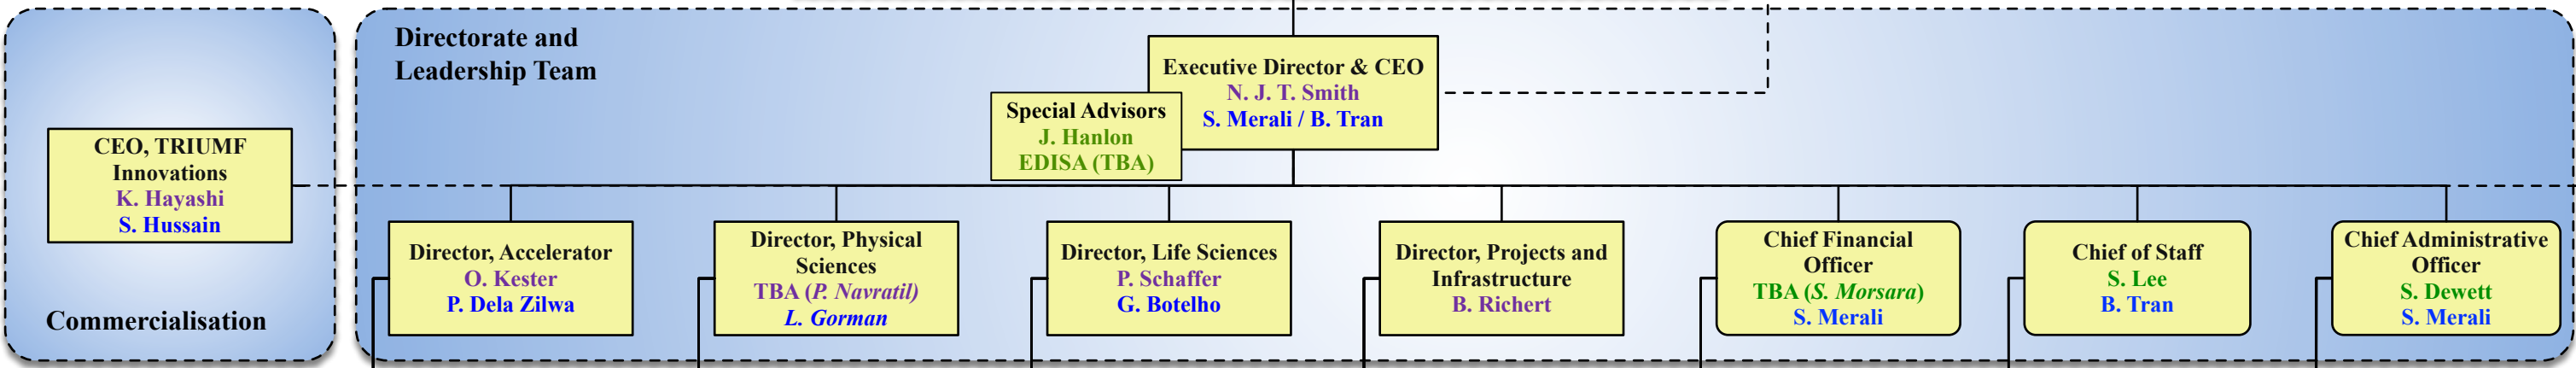 Directorate and
Leadership Team
Executive Director & CEO
N. J. T. Smith
S. Merali / B. Tran
Special Advisors
J. Hanlon
EDISA (TBA)
CEO, TRIUMF
Innovations
K. Hayashi
S. Hussain
Commercialisation
Director, Accelerator
O. Kester
P. Dela Zilwa
Director, Physical
Sciences
TBA (P. Navratil)
L. Gorman
Director, Life Sciences
P. Schaffer
G. Botelho
Director, Projects and
Infrastructure
B. Richert
Chief Financial
Officer
TBA (S. Morsara)
S. Merali
Chief of Staff
S. Lee
B. Tran
Chief Administrative
Officer
S. Dewett
S. Merali